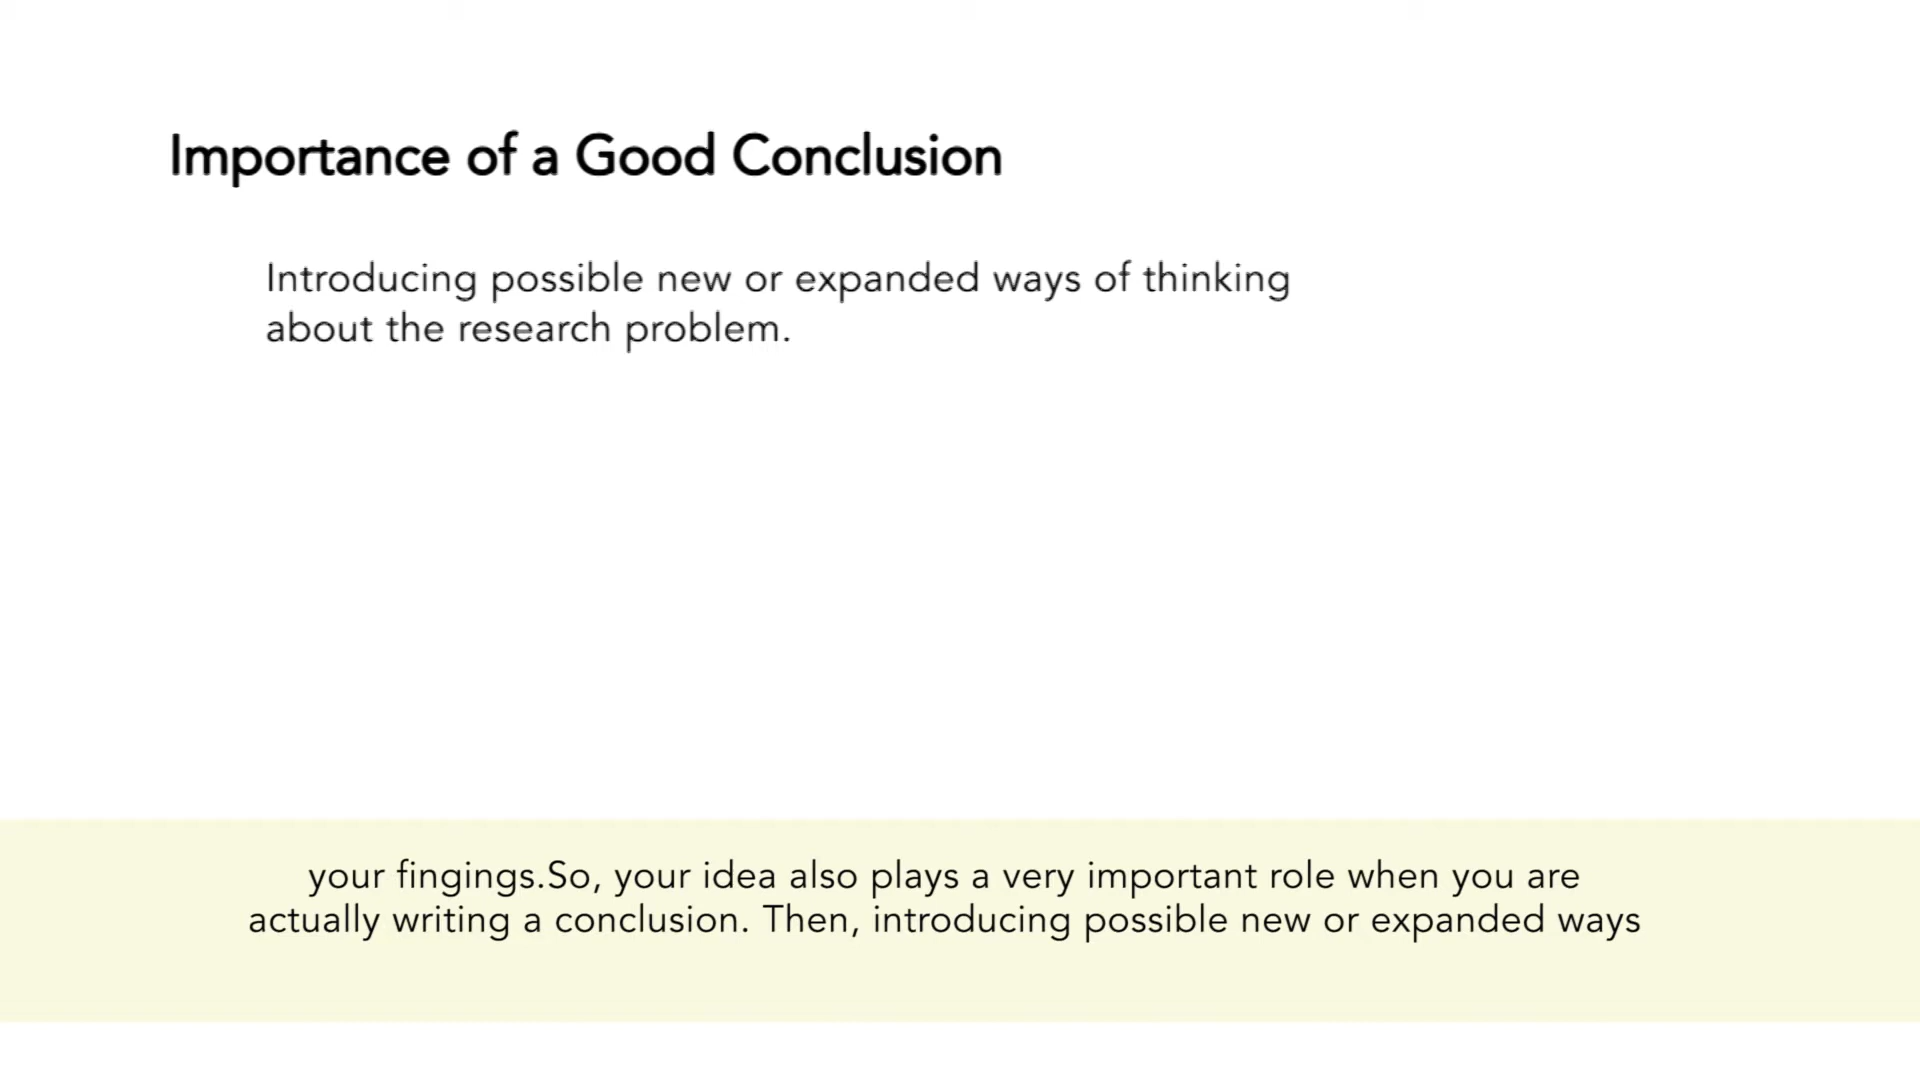 Importance of a Good Conclusion
Introducing possible new or expanded ways of thinking
about the research problem.
your fingings.So, your idea also plays a very important role when you are
actually writing a conclusion. Then, introducing possible new or expanded ways